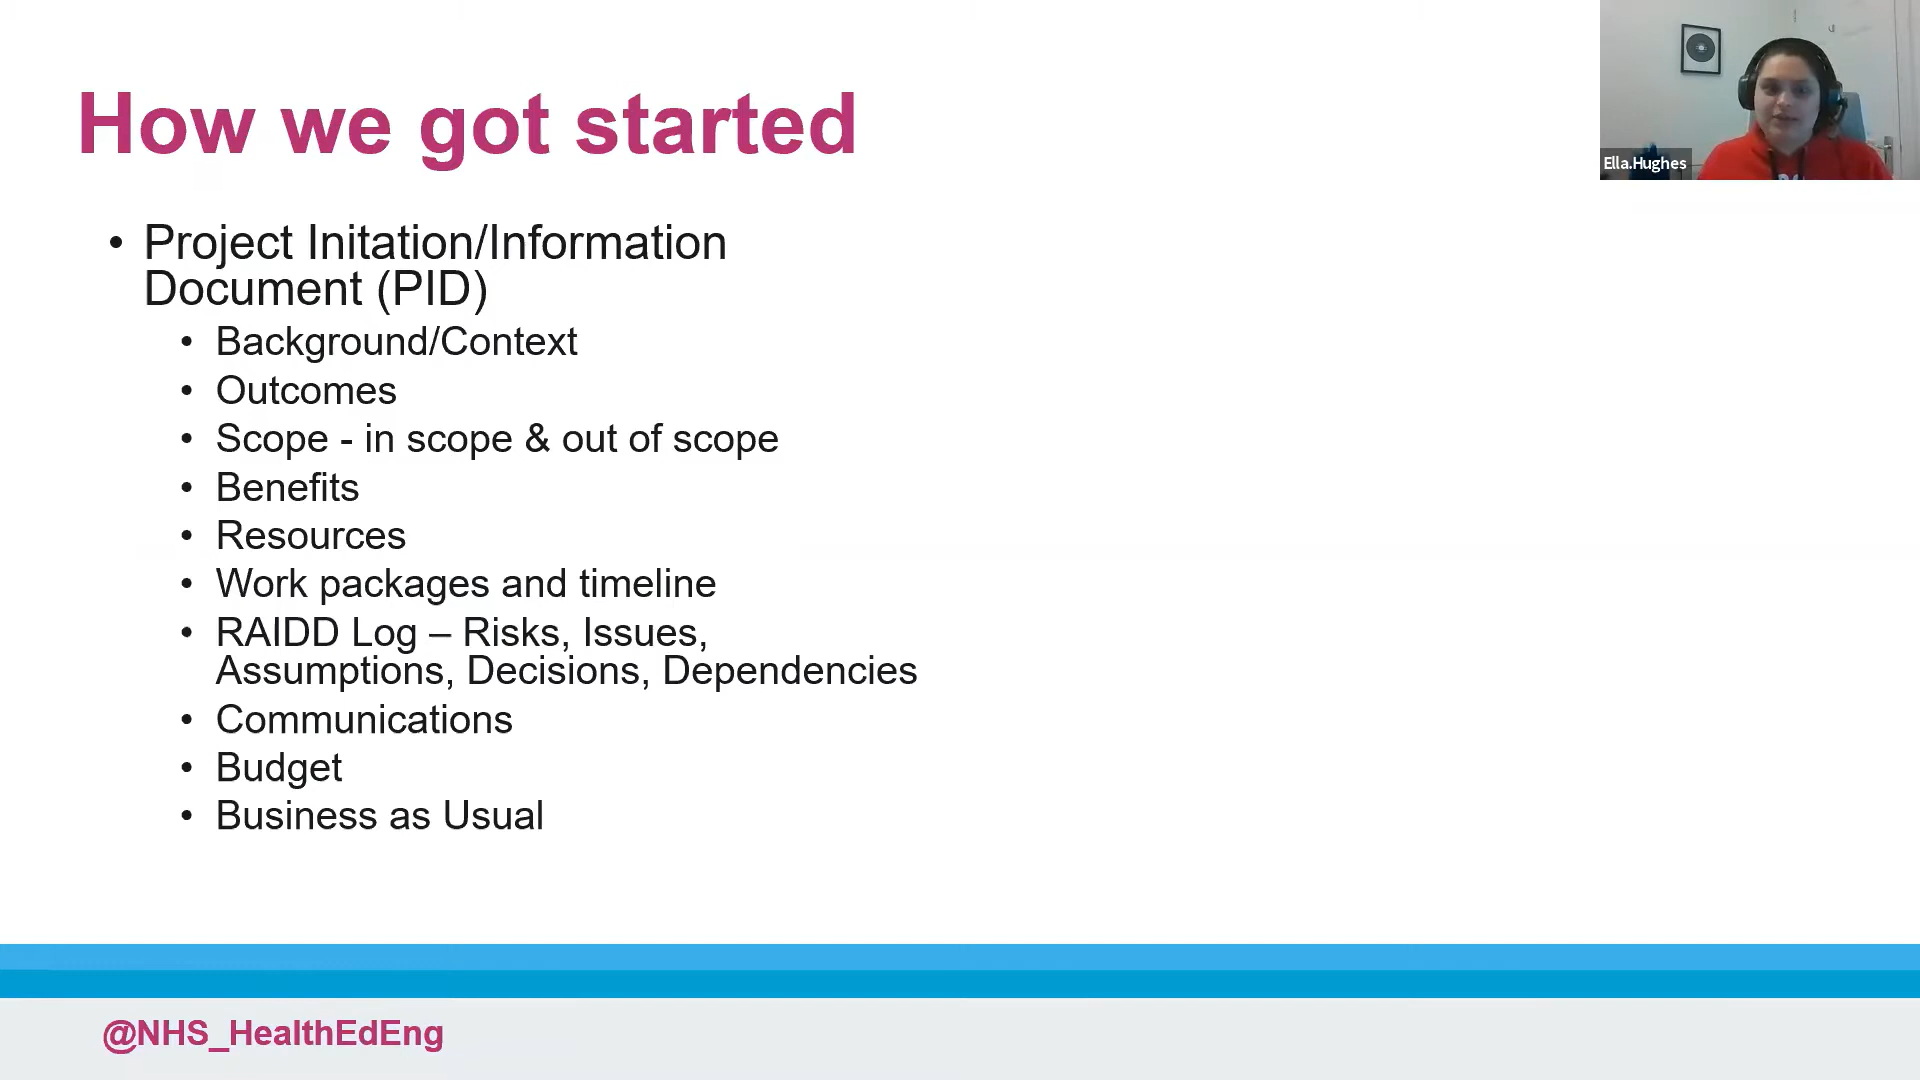 How we got started
Ella.Hughes
• Project Initation/Information
Document (PID)
• Background/Context
• Outcomes
• Scope - in scope & out of scope
• Benefits
• Resources
• Work packages and timeline
• RAIDD Log – Risks, Issues,
Assumptions, Decisions, Dependencies
• Communications
• Budget
• Business as Usual
@NHS_HealthEdEng